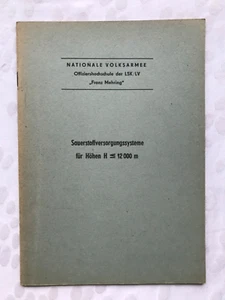 NATIONALE VOLKSARMEE
Offiziershochschule der LSK/LV
„Franz Mehring"
Sauerstoffversorgungssysteme
für Höhen H ≦ 12 000 m